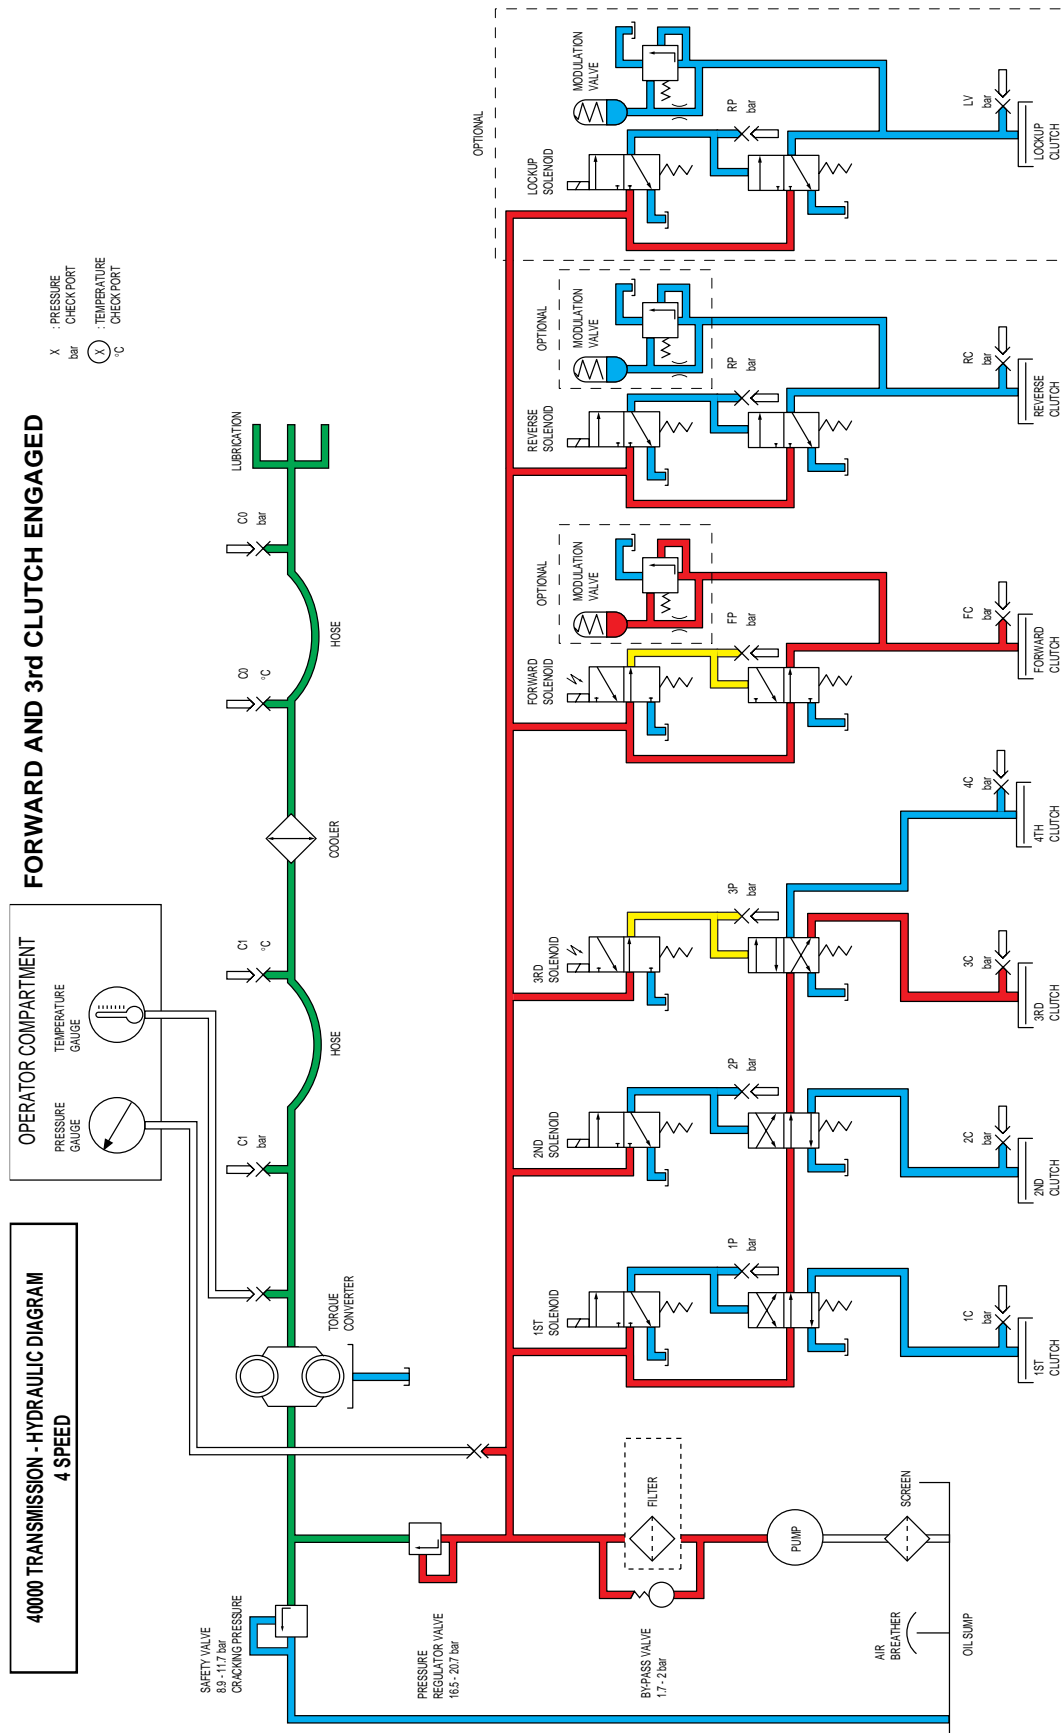 40000 TRANSMISSION - HYDRAULIC DIAGRAM
4 SPEED
FORWARD AND 3rd CLUTCH ENGAGED
X : PRESSURE
bar CHECK PORT
X : TEMPERATURE
°C CHECK PORT
OPERATOR COMPARTMENT
PRESSURE
GAUGE
TEMPERATURE
GAUGE
SAFETY VALVE
8.9 - 11.7 bar
CRACKING PRESSURE
TORQUE
CONVERTER
C1
bar
HOSE
C1
°C
COOLER
C0
°C
HOSE
C0
bar
LUBRICATION
PRESSURE
REGULATOR VALVE
16.5 - 20.7 bar
BY-PASS VALVE
1.7 - 2 bar
FILTER
PUMP
SCREEN
AIR
BREATHER
OIL SUMP
1ST
SOLENOID
1P
bar
1C
bar
1ST
CLUTCH
2ND
SOLENOID
2P
bar
2C
bar
2ND
CLUTCH
3RD
SOLENOID
3P
bar
3C
bar
3RD
CLUTCH
4C
bar
4TH
CLUTCH
FORWARD
SOLENOID
OPTIONAL
MODULATION
VALVE
FP
bar
FC
bar
FORWARD
CLUTCH
REVERSE
SOLENOID
OPTIONAL
MODULATION
VALVE
RP
bar
RC
bar
REVERSE
CLUTCH
OPTIONAL
LOCKUP
SOLENOID
MODULATION
VALVE
RP
bar
LV
bar
LOCKUP
CLUTCH